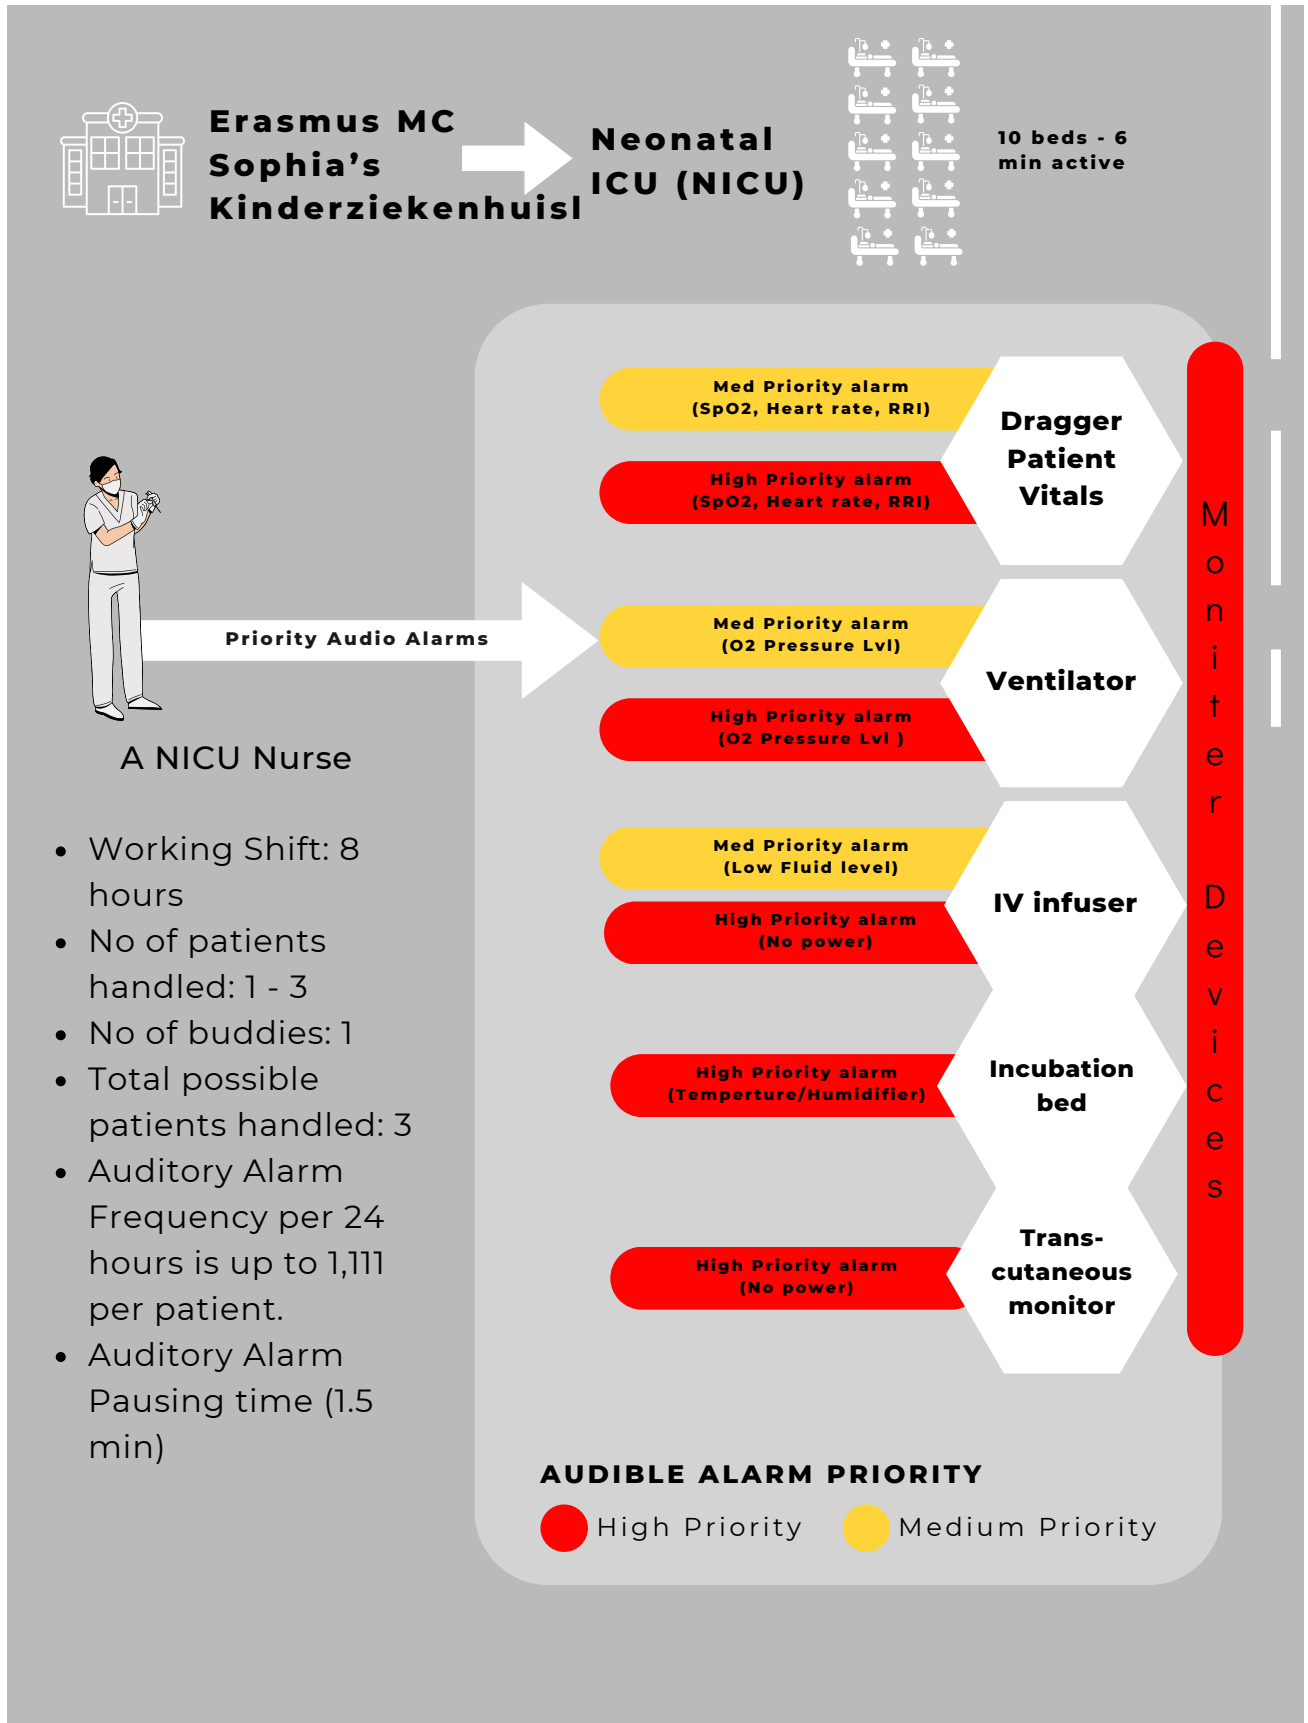 Erasmus MC
Sophia's
Kinderziekenhuisl
Neonatal
ICU (NICU)
10 beds - 6
min active
Med Priority alarm
(SpO2, Heart rate, RRI)
High Priority alarm
(SpO2, Heart rate, RRI)
Dragger
Patient
Vitals
Priority Audio Alarms
Med Priority alarm
(O2 Pressure Lvl)
High Priority alarm
(O2 Pressure Lvl )
Ventilator
A NICU Nurse
Med Priority alarm
(Low Fluid level)
High Priority alarm
(No power)
IV infuser
High Priority alarm
(Temperture/Humidifier)
Incubation
bed
High Priority alarm
(No power)
Trans-
cutaneous
monitor
Moniter Devices
• Working Shift: 8
hours
• No of patients
handled: 1 - 3
• No of buddies: 1
• Total possible
patients handled: 3
• Auditory Alarm
Frequency per 24
hours is up to 1,111
per patient.
• Auditory Alarm
Pausing time (1.5
min)
AUDIBLE ALARM PRIORITY
High Priority
Medium Priority